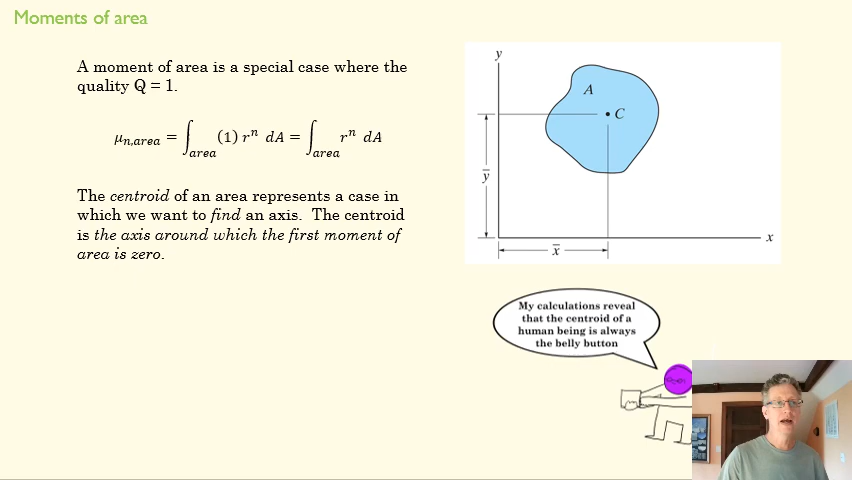 Moments of area
A moment of area is a special case where the
quality Q = 1.
μn,area = ∫area (1) rⁿ dA = ∫area rⁿ dA
The centroid of an area represents a case in
which we want to find an axis. The centroid
is the axis around which the first moment of
area is zero.
y
A
C
y̅
x̅
x
My calculations reveal
that the centroid of a
human being is always
the belly button